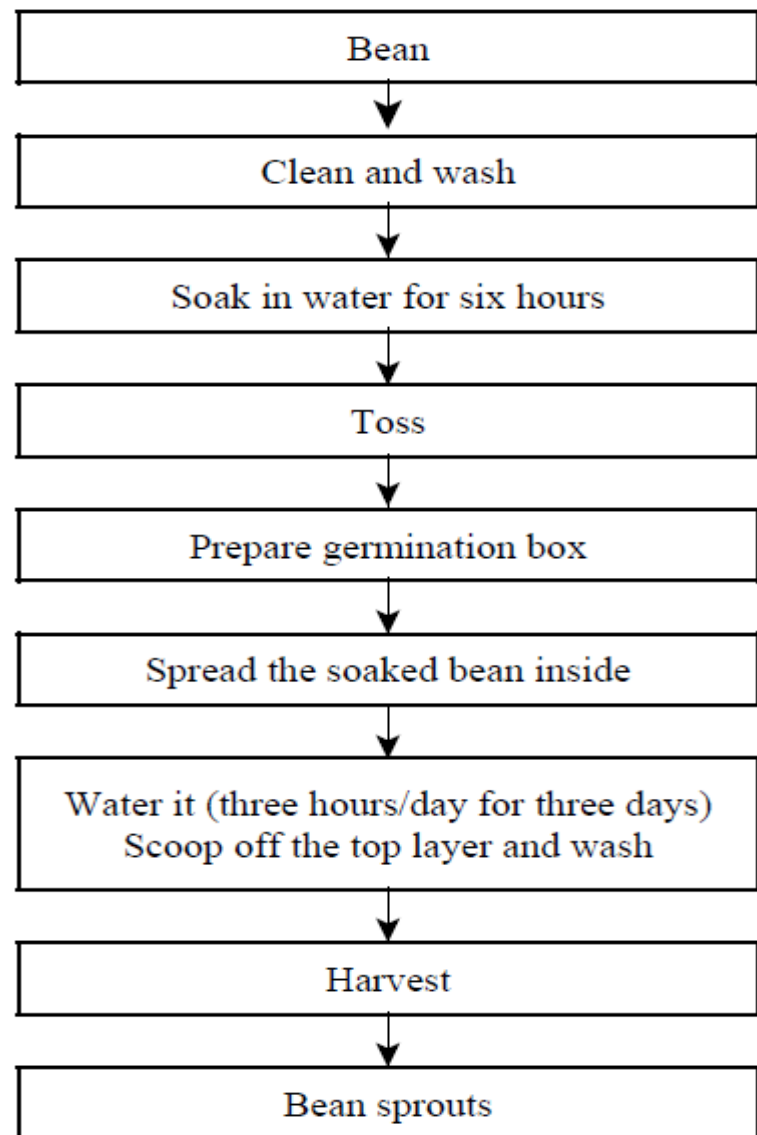 Bean
Clean and wash
Soak in water for six hours
Toss
Prepare germination box
Spread the soaked bean inside
Water it (three hours/day for three days)
Scoop off the top layer and wash
Harvest
Bean sprouts